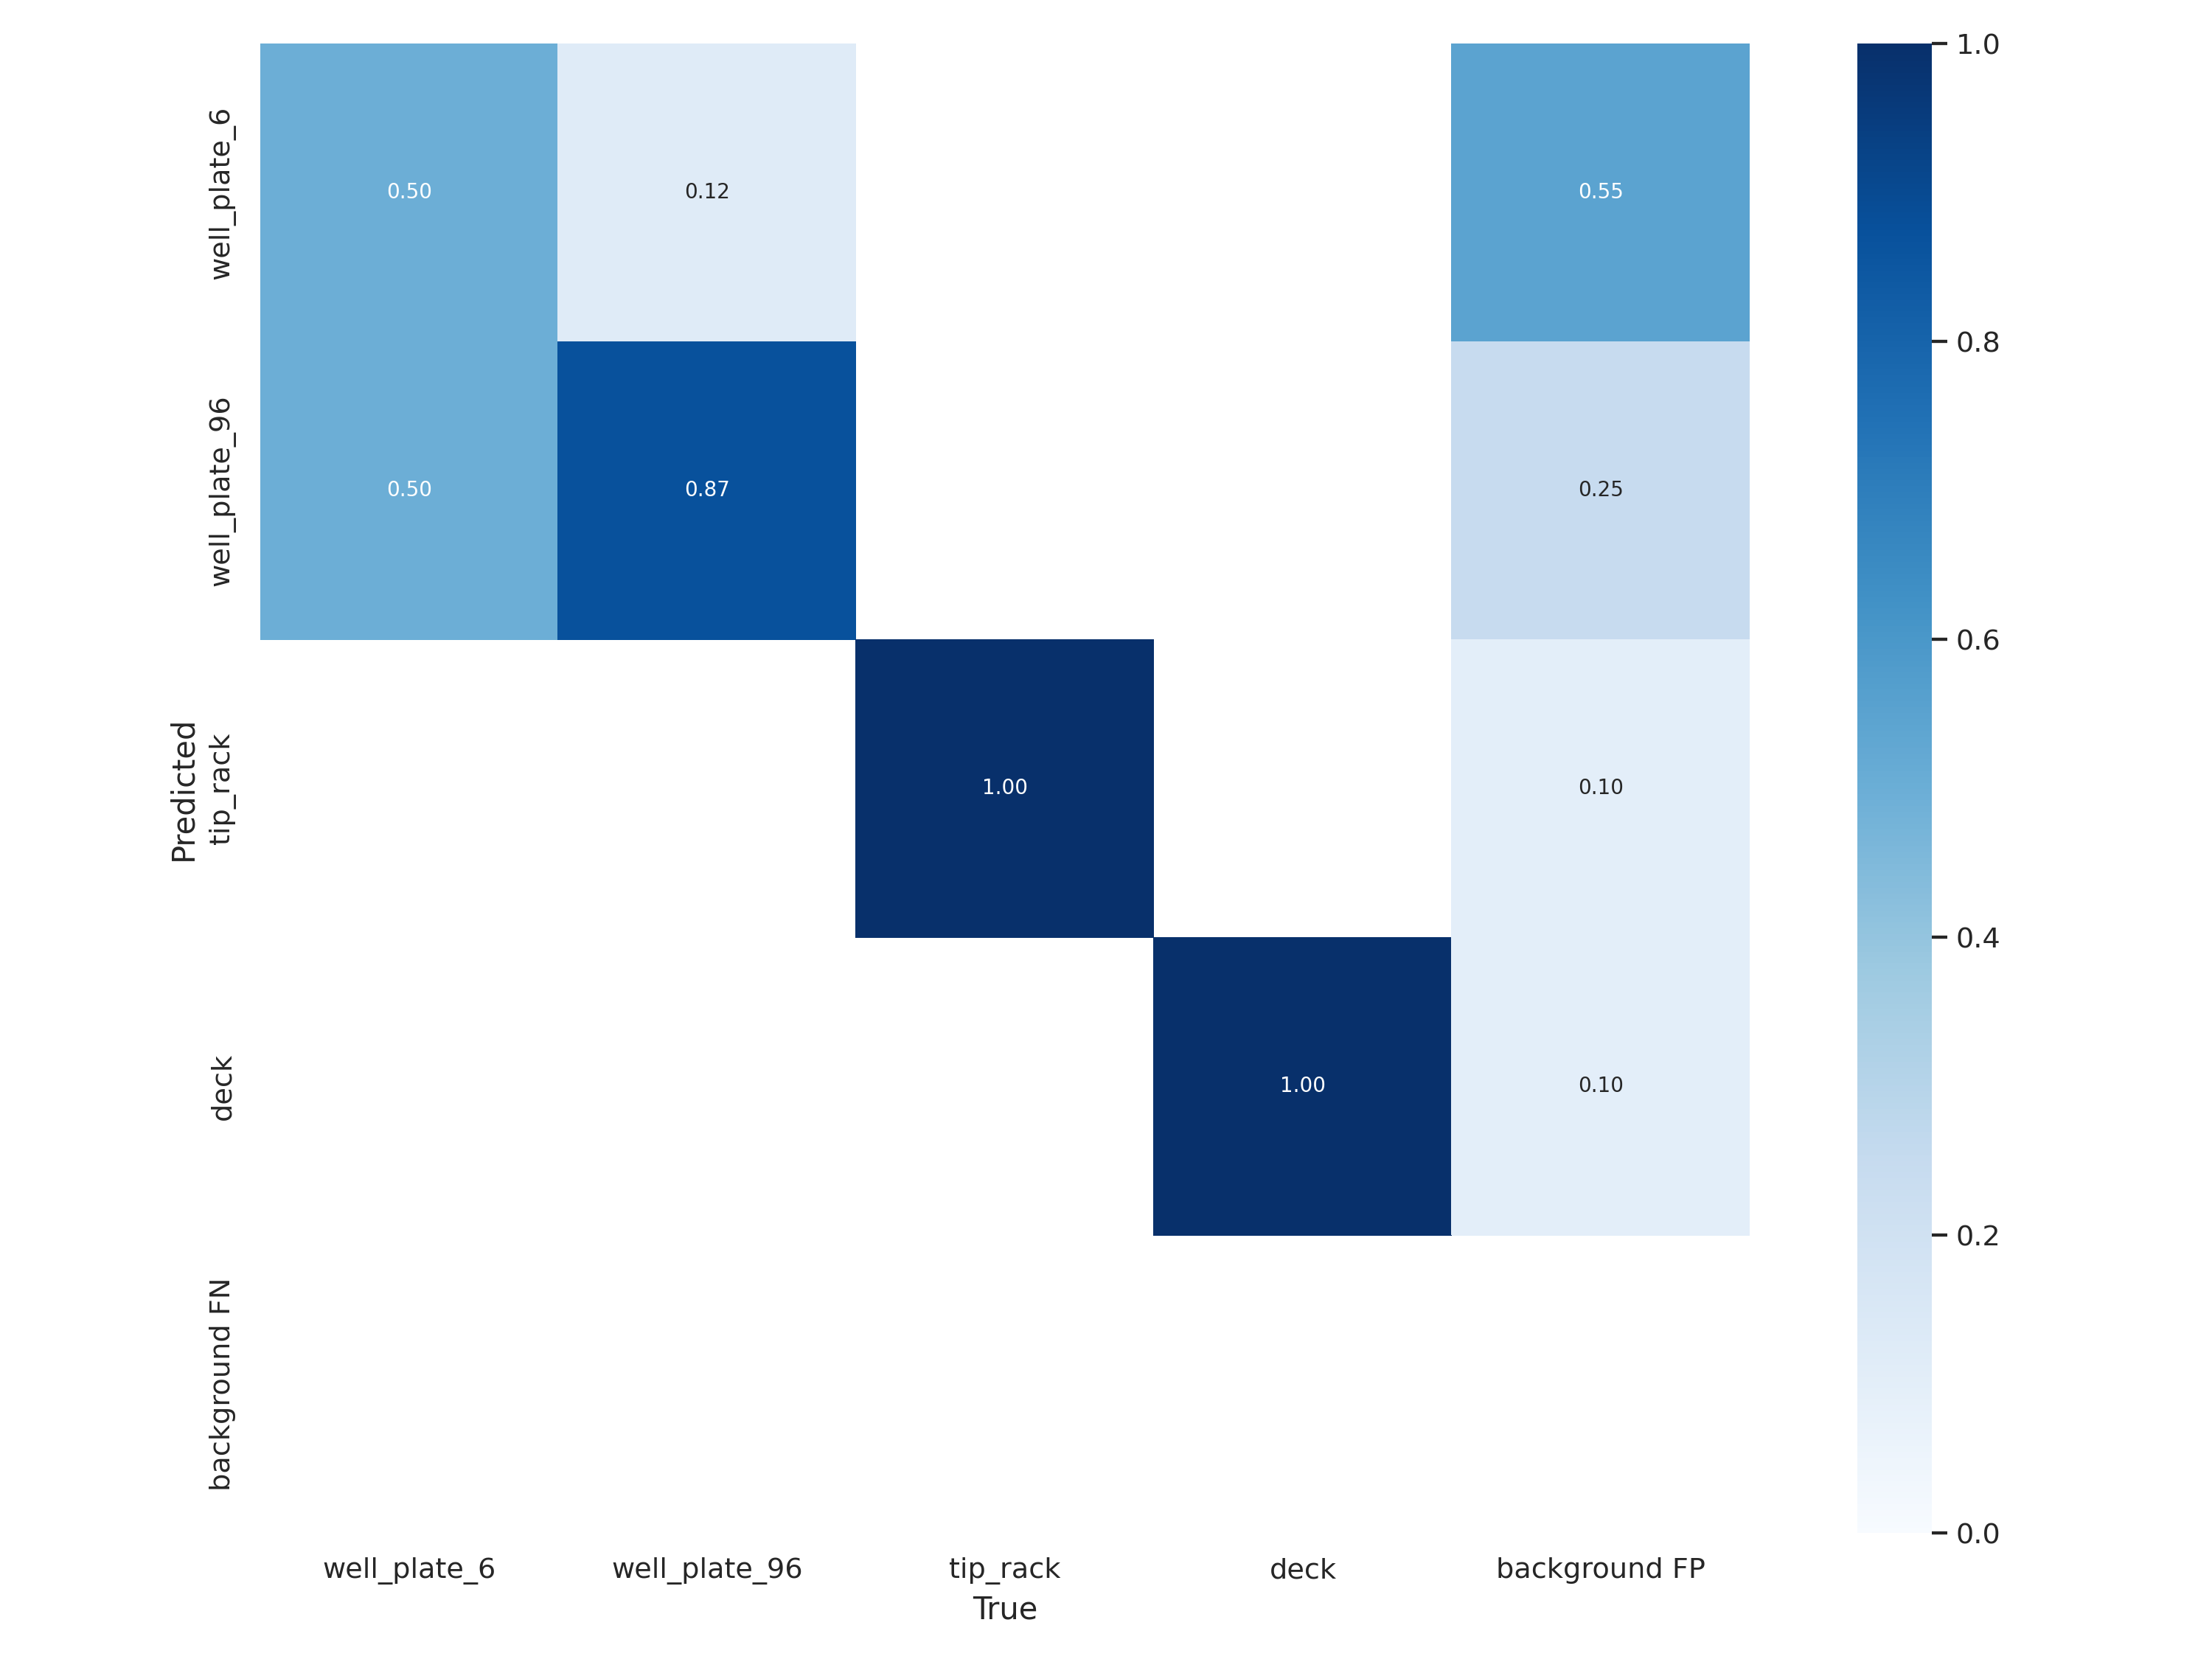 1.0
well_plate_6
0.50
0.12
0.55
0.8
well_plate_96
0.50
0.87
0.25
0.6
Predicted
tip_rack
1.00
0.10
0.4
deck
1.00
0.10
0.2
background FN
0.0
well_plate_6 well_plate_96 tip_rack deck background FP
True